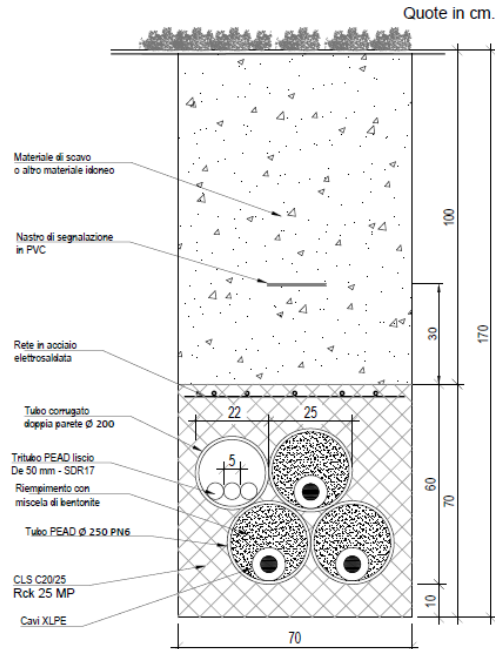 Quote in cm.
Materiale di scavo
o altro materiale idoneo
100
Nastro di segnalazione
in PVC
30
170
Rete in acciaio
elettrosaldata
Tubo corrugato
doppia parete Ø 200
22
25
Tritubo PEAD liscio
De 50 mm - SDR17
5
Riempimento con
miscela di bentonite
60
70
Tubo PEAD Ø 250 PN6
CLS C20/25
Rck 25 MP
10
Cavi XLPE
70